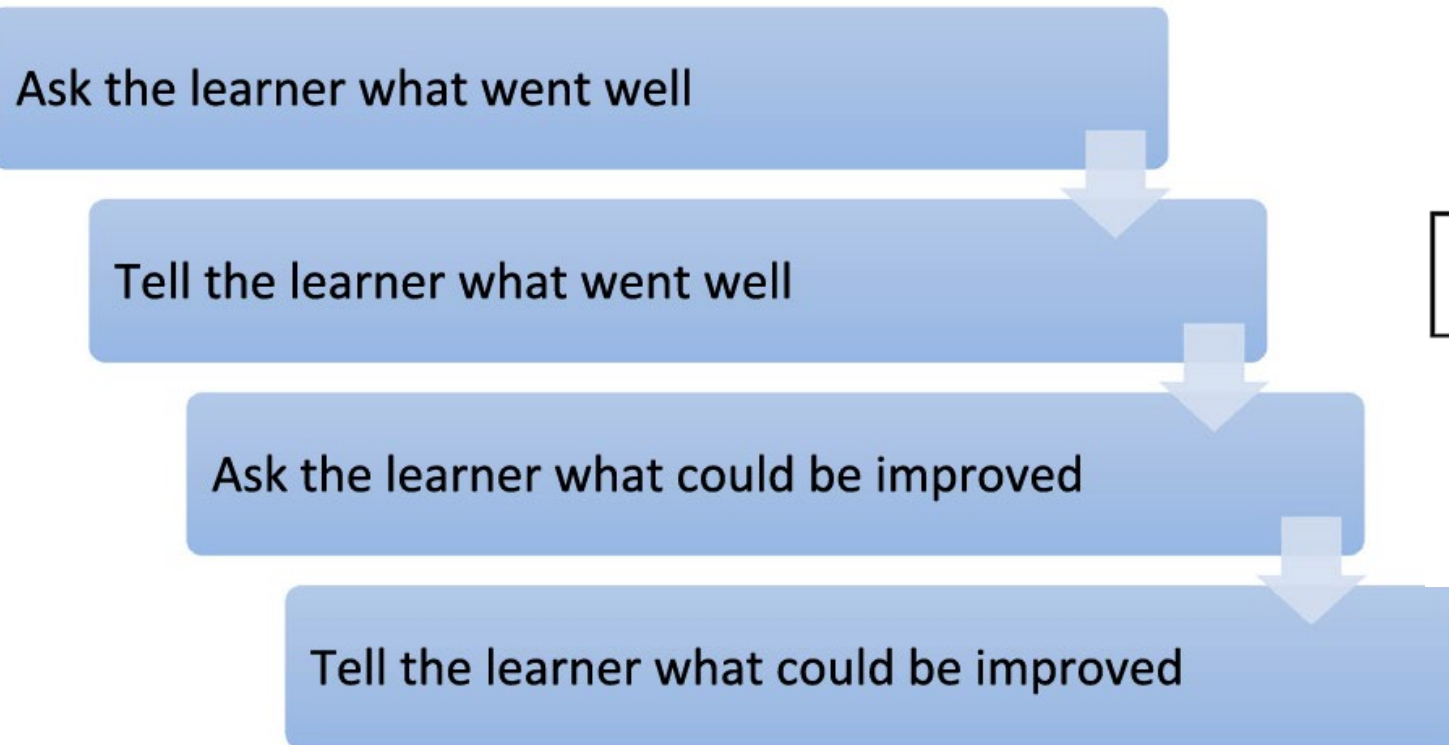 Ask the learner what went well
Tell the learner what went well
Ask the learner what could be improved
Tell the learner what could be improved